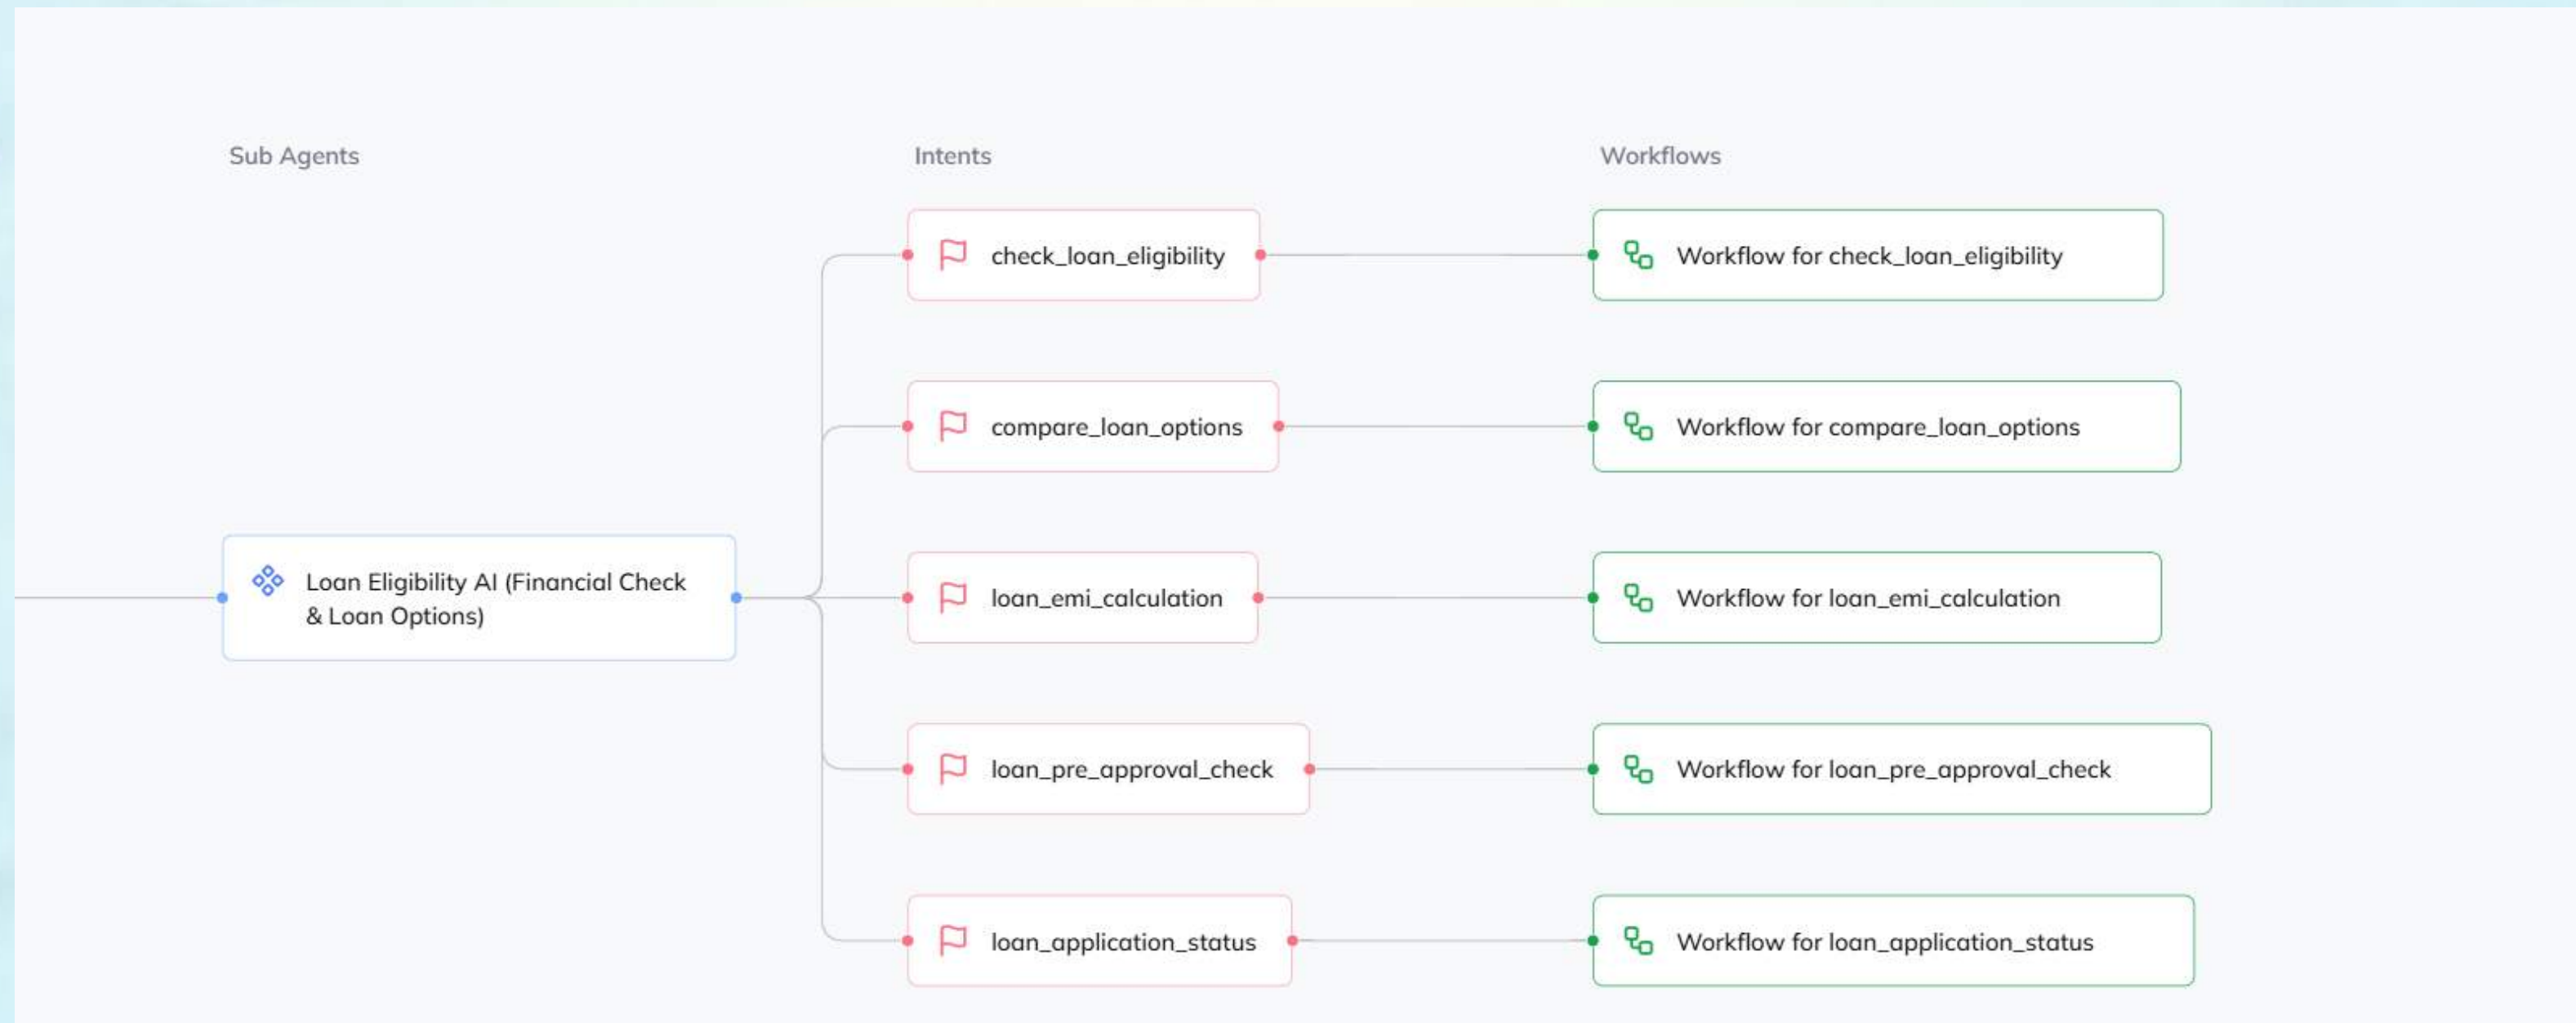 Sub Agents
Intents
Workflows
check_loan_eligibility
Workflow for check_loan_eligibility
compare_loan_options
Workflow for compare_loan_options
Loan Eligibility AI (Financial Check
& Loan Options)
loan_emi_calculation
Workflow for loan_emi_calculation
loan_pre_approval_check
Workflow for loan_pre_approval_check
loan_application_status
Workflow for loan_application_status